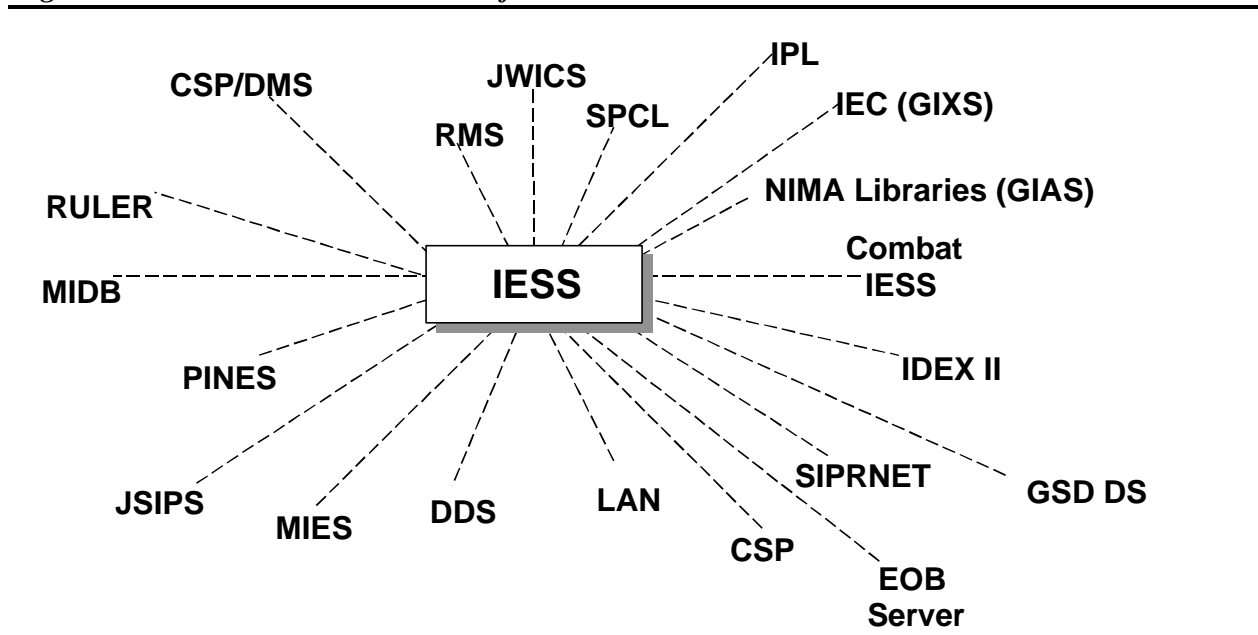 IPL
JWICS
CSP/DMS
IEC (GIXS)
SPCL
RMS
NIMA Libraries (GIAS)
RULER
Combat
IESS
IESS
MIDB
IDEX II
PINES
SIPRNET
GSD DS
JSIPS
LAN
DDS
MIES
CSP
EOB
Server